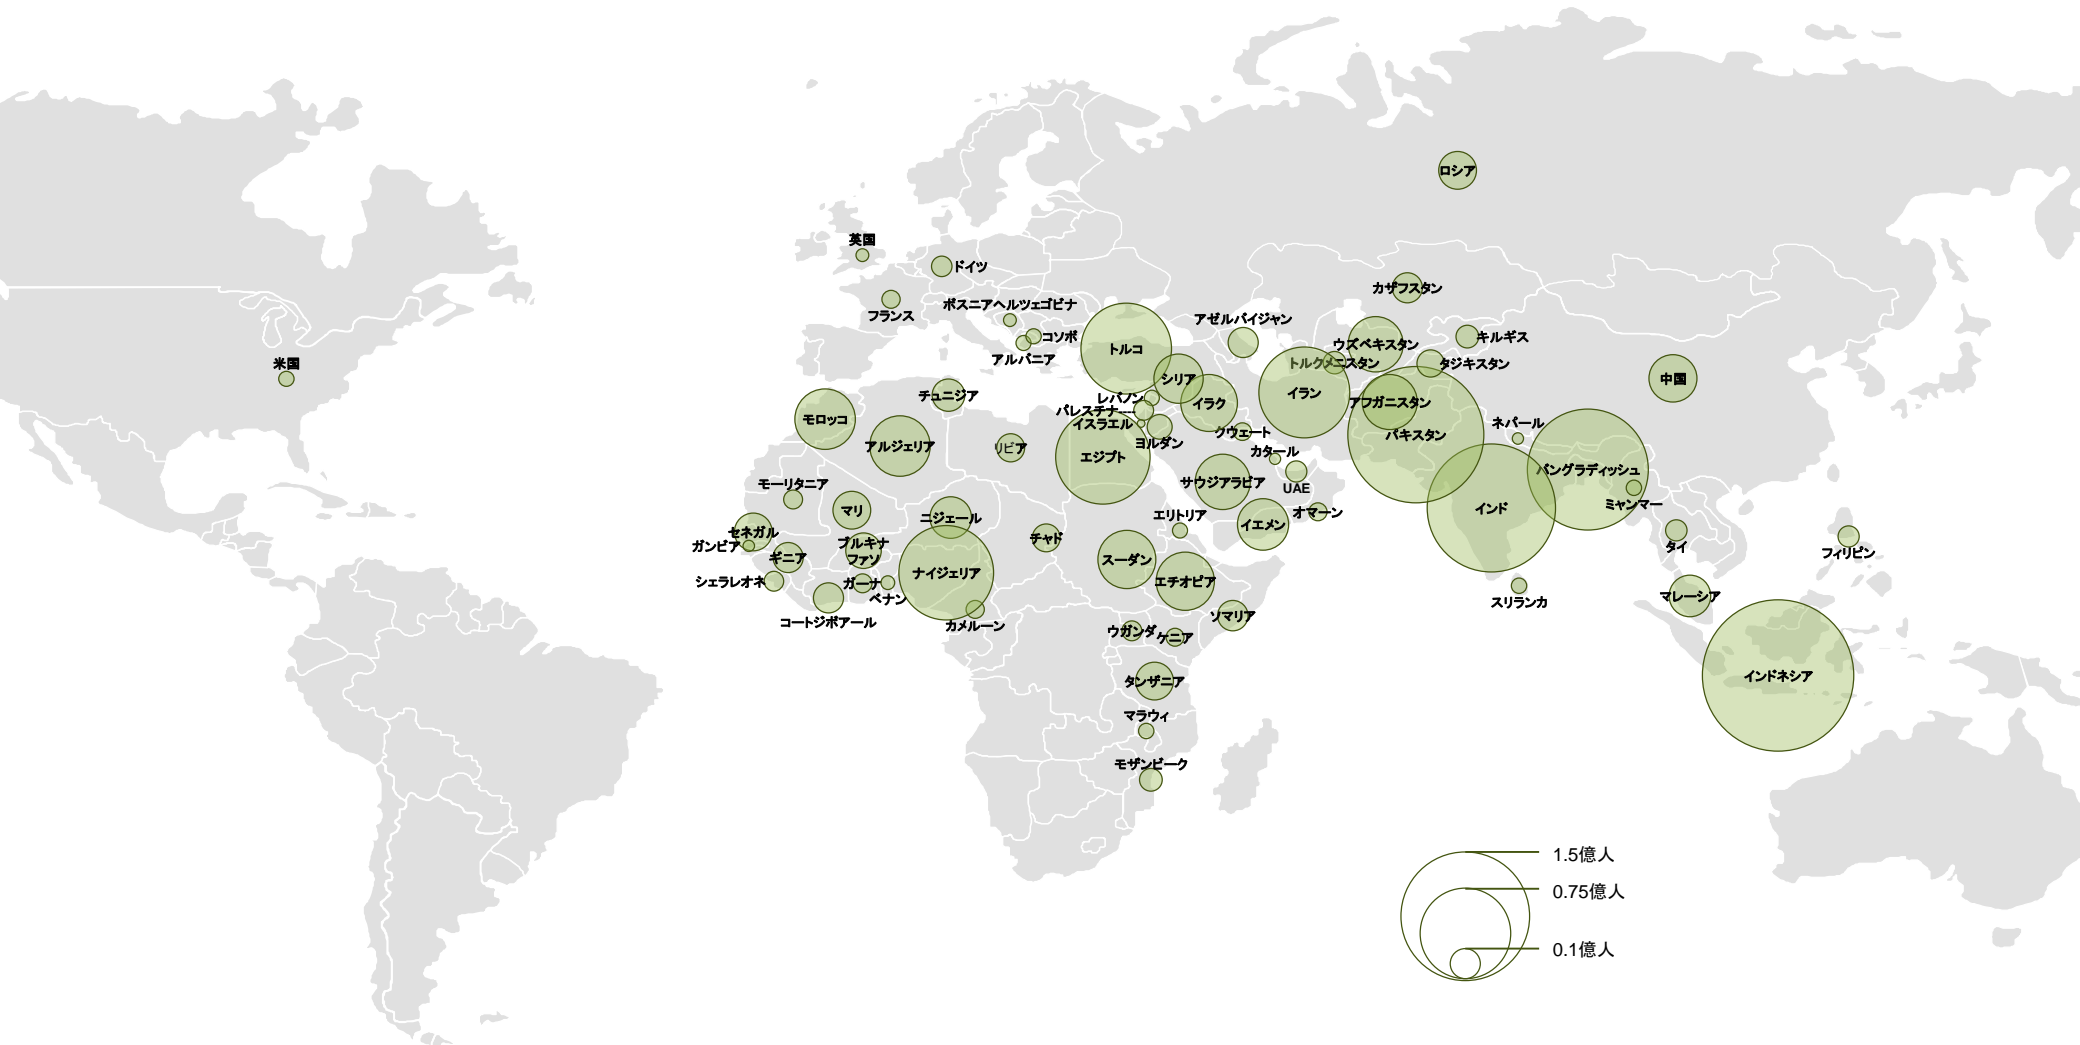 ロシア
英国
ドイツ
カザフスタン
ボスニアヘルツェゴビナ
フランス
アゼルバイジャン
コソボ
キルギス
ウズベキスタン
トルコ
アルバニア
米国
トルクメニスタン
タジキスタン
シリア
中国
イラン
チュニジア
レバノン
イラク
アフガニスタン
パレスチナ----
モロッコ
イスラエル
ネパール
クウェート
パキスタン
ヨルダン
アルジェリア
リビア
カタール
エジプト
バングラディッシュ
サウジアラビア
モーリタニア
UAE
ミャンマー
マリ
インド
オマーン
エリトリア
ニジェール
イエメン
セネガル
チャド
ガンビア
ブルキナ
ファソ
タイ
フィリピン
ギニア
スーダン
ナイジェリア
シェラレオネ
ガーナ
エチオピア
ベナン
マレーシア
スリランカ
コートジボアール
カメルーン
ソマリア
ウガンダ
ケニア
インドネシア
タンザニア
マラウィ
モザンビーク
1.5億人
0.75億人
0.1億人